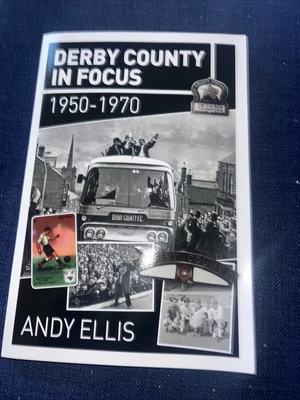 DERBY COUNTY
IN FOCUS
1950-1970
DERBY COUNTY F.C.
ANDY ELLIS